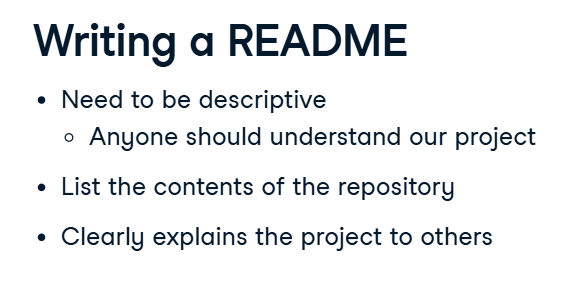 Writing a README
• Need to be descriptive
◦ Anyone should understand our project
• List the contents of the repository
• Clearly explains the project to others